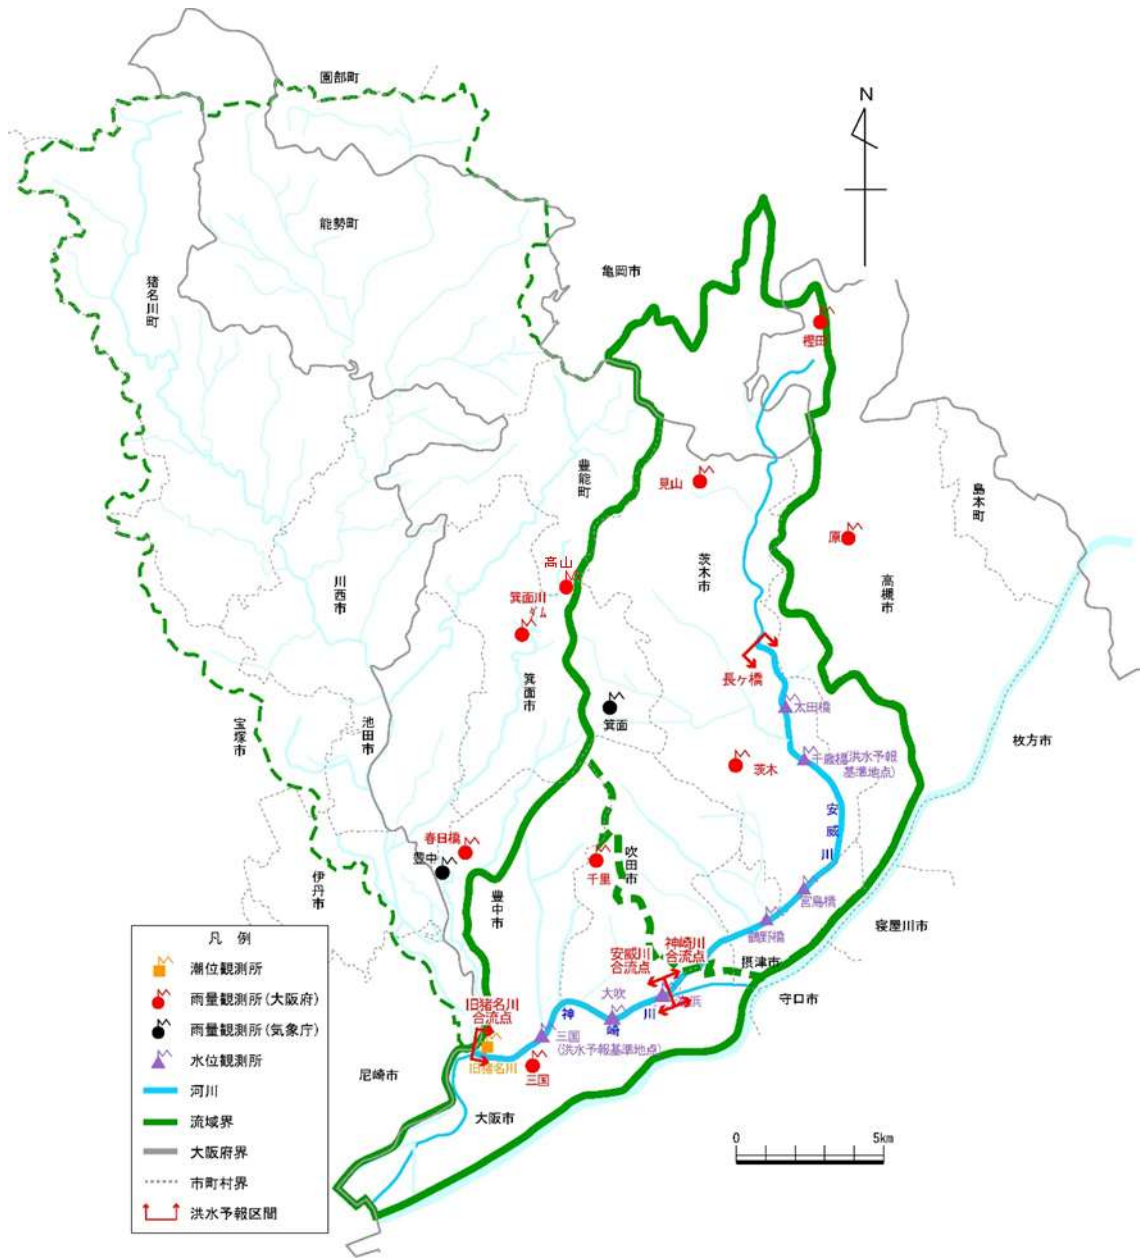 園部町
N
能勢町
亀岡市
猪名川町
樫田
豊能町
見山
島本町
原
茨木市
高槻市
高山
川西市
箕面川
ダム
長ヶ橋
箕面市
太田橋
箕面
宝塚市
池田市
枚方市
千歳橋(洪水予報
基準地点)
茨木
安威川
春日橋
豊中
吹田市
千里
伊丹市
豊中市
宮島橋
鶴野橋
寝屋川市
神崎川
合流点
安威川
合流点
摂津市
守口市
大吹
旧猪名川
合流点
神崎川
三国
(洪水予報基準地点)
旧猪名川
三国
尼崎市
大阪市
0 5km
凡 例
潮位観測所
雨量観測所(大阪府)
雨量観測所(気象庁)
水位観測所
河川
流域界
大阪府界
市町村界
洪水予報区間